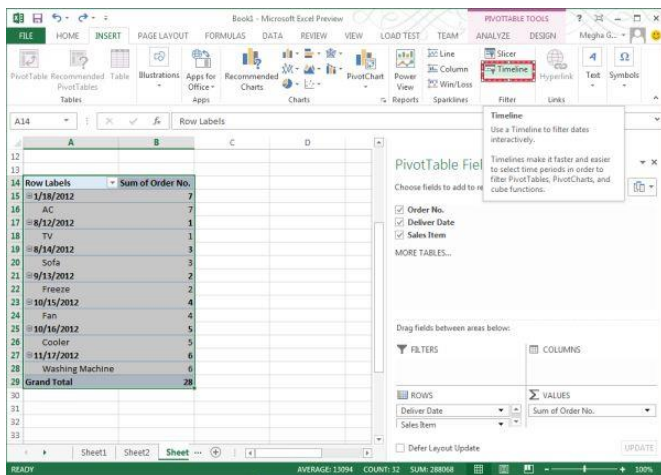 Book1 - Microsoft Excel Preview
PIVOTTABLE TOOLS
?
FILE HOME INSERT PAGE LAYOUT FORMULAS DATA REVIEW VIEW LOAD TEST TEAM ANALYZE DESIGN Megha G...
PivotTable Recommended PivotTables Table
Illustrations
Apps for Office
Recommended Charts
PivotChart
Power View
Line
Column
Win/Loss
Slicer
Timeline
Hyperlink
Text
Symbols
Tables Apps Charts Reports Sparklines Filter Links
A14 fx Row Labels
Timeline
Use a Timeline to filter dates
interactively.
Timelines make it faster and easier
to select time periods in order to
filter PivotTables, PivotCharts, and
cube functions.
A B C D
12
13
14 Row Labels Sum of Order No.
15 1/18/2012 7
16 AC 7
17 8/12/2012 1
18 TV 1
19 8/14/2012 3
20 Sofa 3
21 9/13/2012 2
22 Freeze 2
23 10/15/2012 4
24 Fan 4
25 10/16/2012 5
26 Cooler 5
27 11/17/2012 6
28 Washing Machine 6
29 Grand Total 28
30
31
32
33
PivotTable Fiel
Choose fields to add to re
Order No.
Deliver Date
Sales Item
MORE TABLES...
Drag fields between areas below:
FILTERS COLUMNS
ROWS VALUES
Deliver Date Sum of Order No.
Sales Item
Defer Layout Update UPDATE
Sheet1 Sheet2 Sheet ...
READY AVERAGE: 13094 COUNT: 32 SUM: 288068 100%